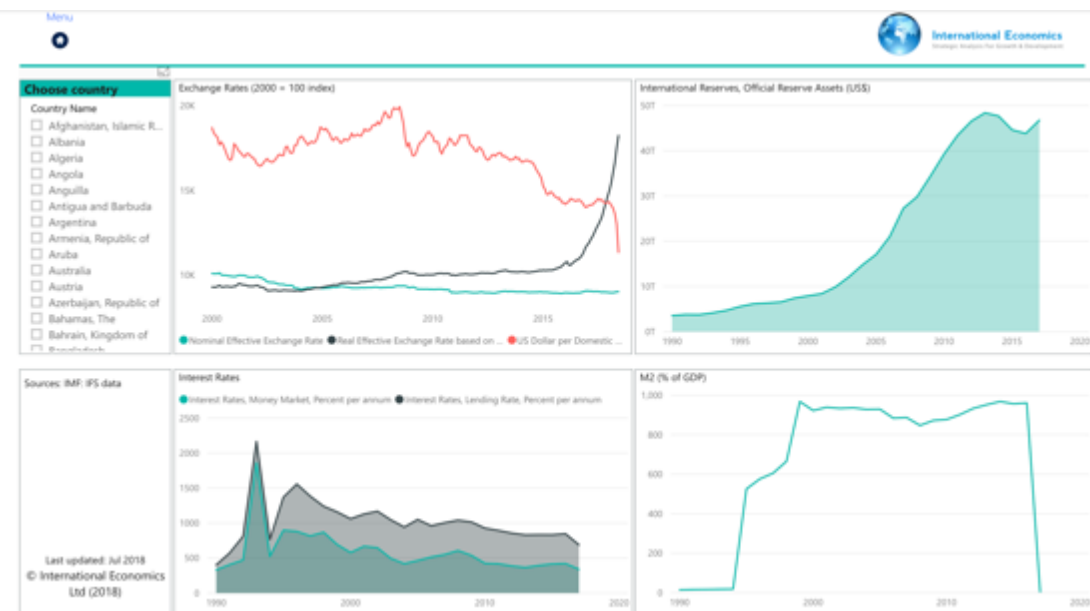 Menu
International Economics
Strategic Analysis For Growth & Development
Choose country
Country Name
Afghanistan, Islamic R...
Albania
Algeria
Angola
Anguilla
Antigua and Barbuda
Argentina
Armenia, Republic of
Aruba
Australia
Austria
Azerbaijan, Republic of
Bahamas, The
Bahrain, Kingdom of
Bangladesh
Exchange Rates (2000 = 100 index)
20K
15K
10K
2000 2005 2010 2015
Nominal Effective Exchange Rate Real Effective Exchange Rate based on ... US Dollar per Domestic ...
International Reserves, Official Reserve Assets (US$)
50T
40T
30T
20T
10T
0T
1990 1995 2000 2005 2010 2015 2020
Sources: IMF: IFS data
Last updated: Jul 2018
© International Economics
Ltd (2018)
Interest Rates
Interest Rates, Money Market, Percent per annum Interest Rates, Lending Rate, Percent per annum
2500
2000
1500
1000
500
0
1990 2000 2010 2020
M2 (% of GDP)
1,000
800
600
400
200
0
1990 2000 2010 2020